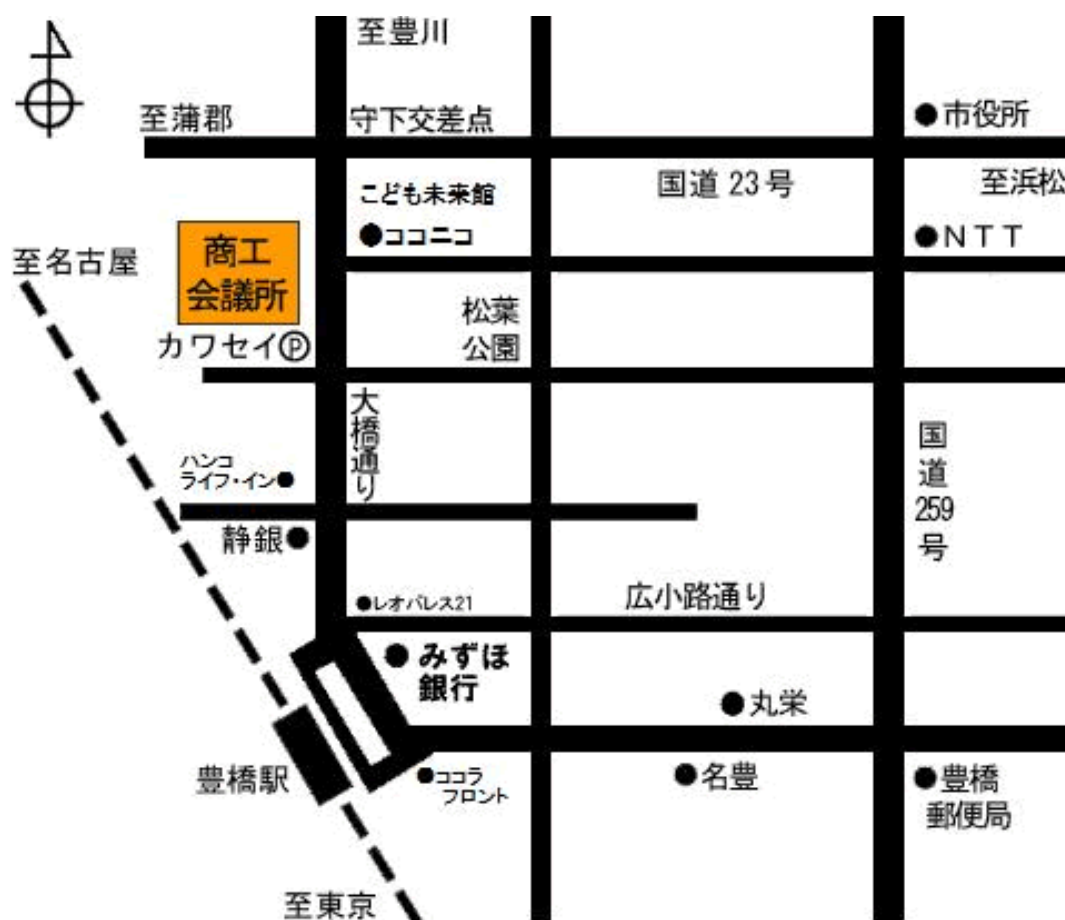 至豊川
至蒲郡
守下交差点
●市役所
国道 23 号
至浜松
こども未来館
●ココニコ
●NTT
商工
会議所
至名古屋
カワセイⓅ
松葉
公園
大橋通り
国道259号
ハンコ
ライフ・イン●
静銀●
●レオパレス21
広小路通り
●みずほ
銀行
●丸栄
豊橋駅
●ココラ
フロント
●名豊
●豊橋
郵便局
至東京